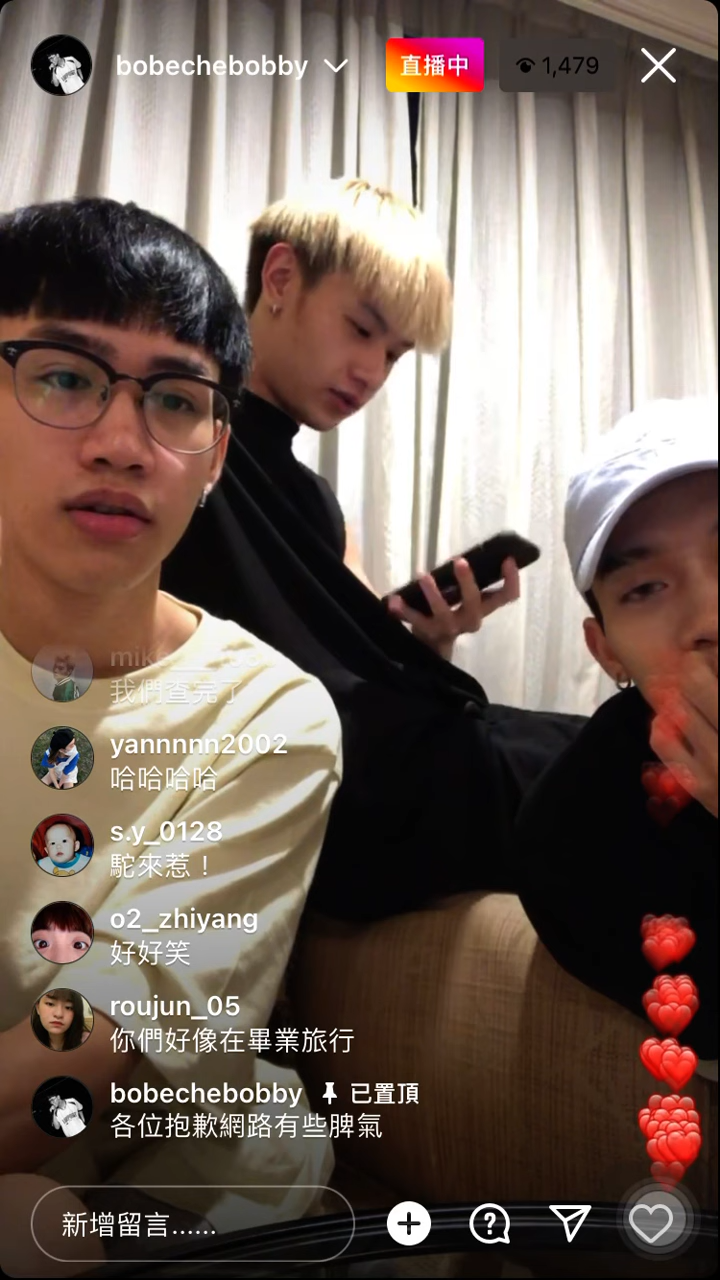 bobechebobby
直播中
1,479
我們查完了
yannnnn2002
哈哈哈哈
s.y_0128
駝來惹！
o2_zhiyang
好好笑
roujun_05
你們好像在畢業旅行
bobechebobby 已置頂
各位抱歉網路有些脾氣
新增留言......